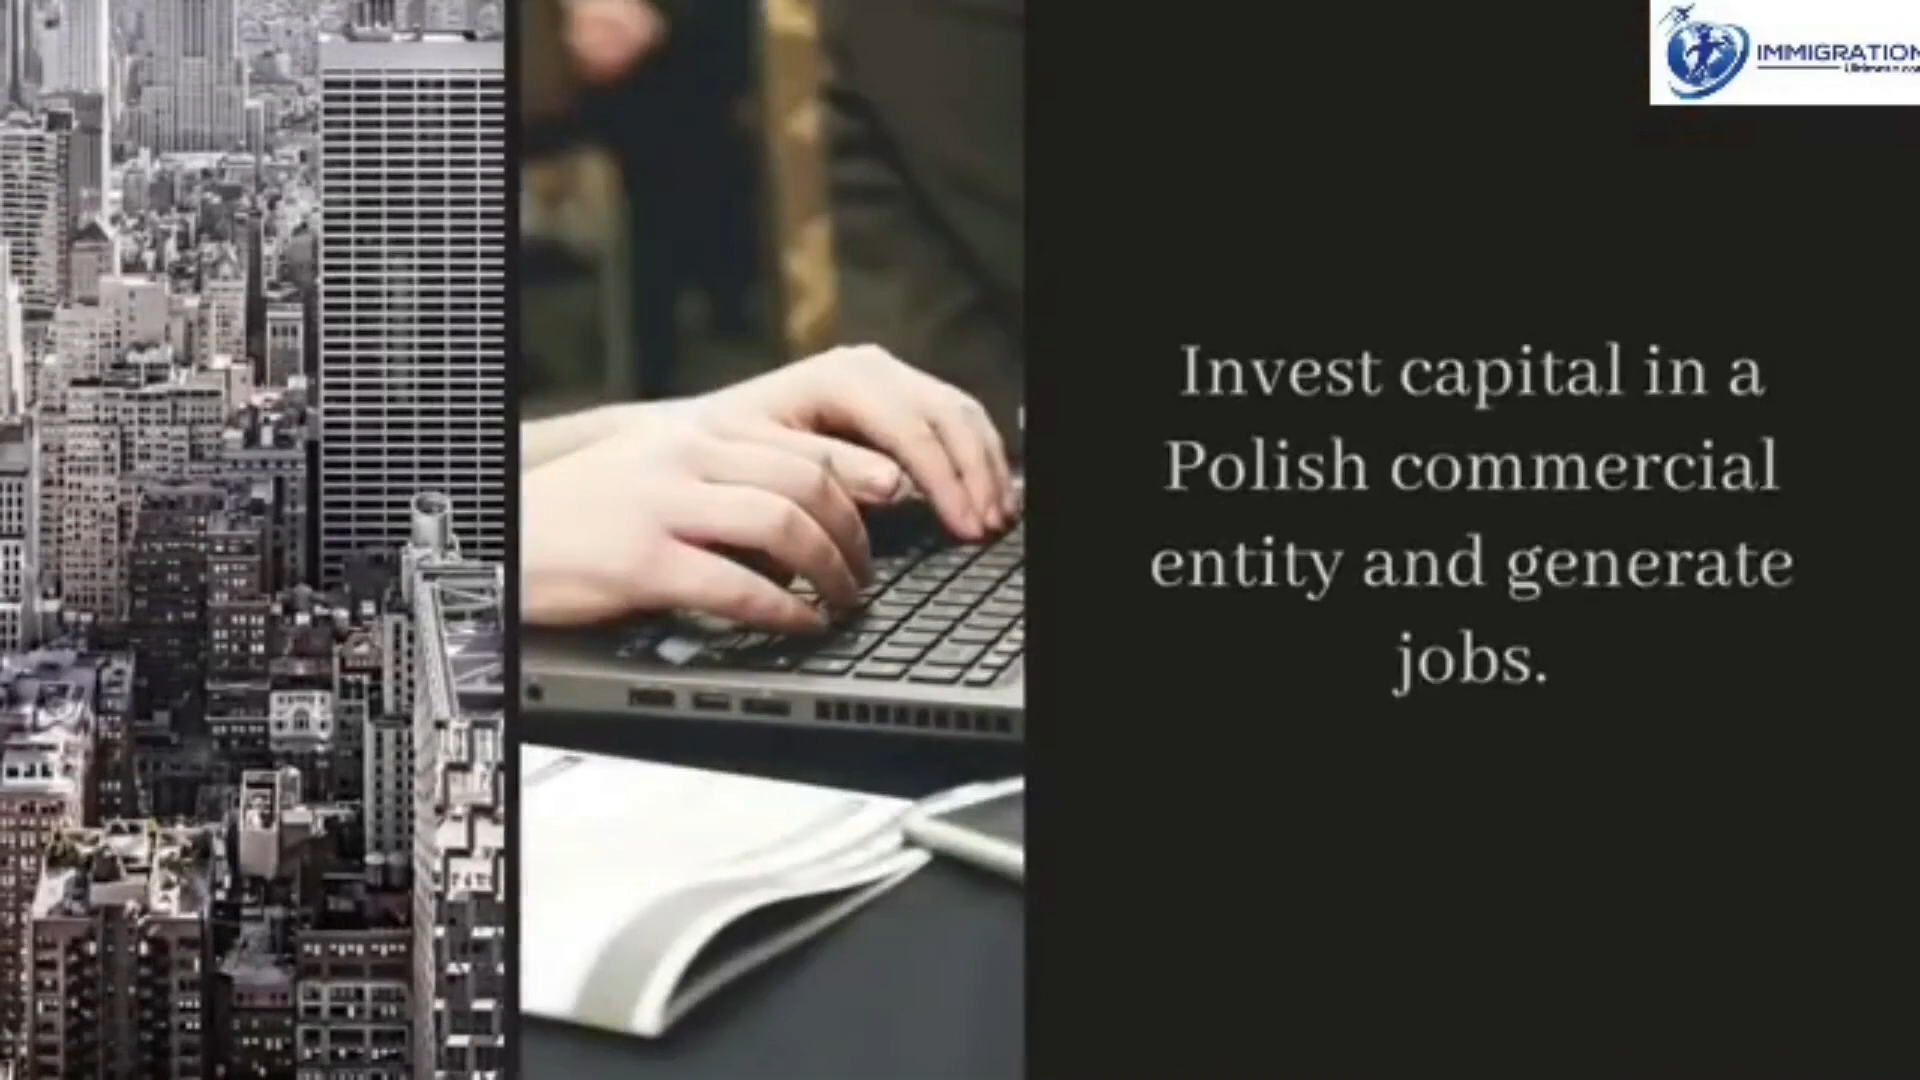 IMMIGRATION
Invest capital in a
Polish commercial
entity and generate
jobs.